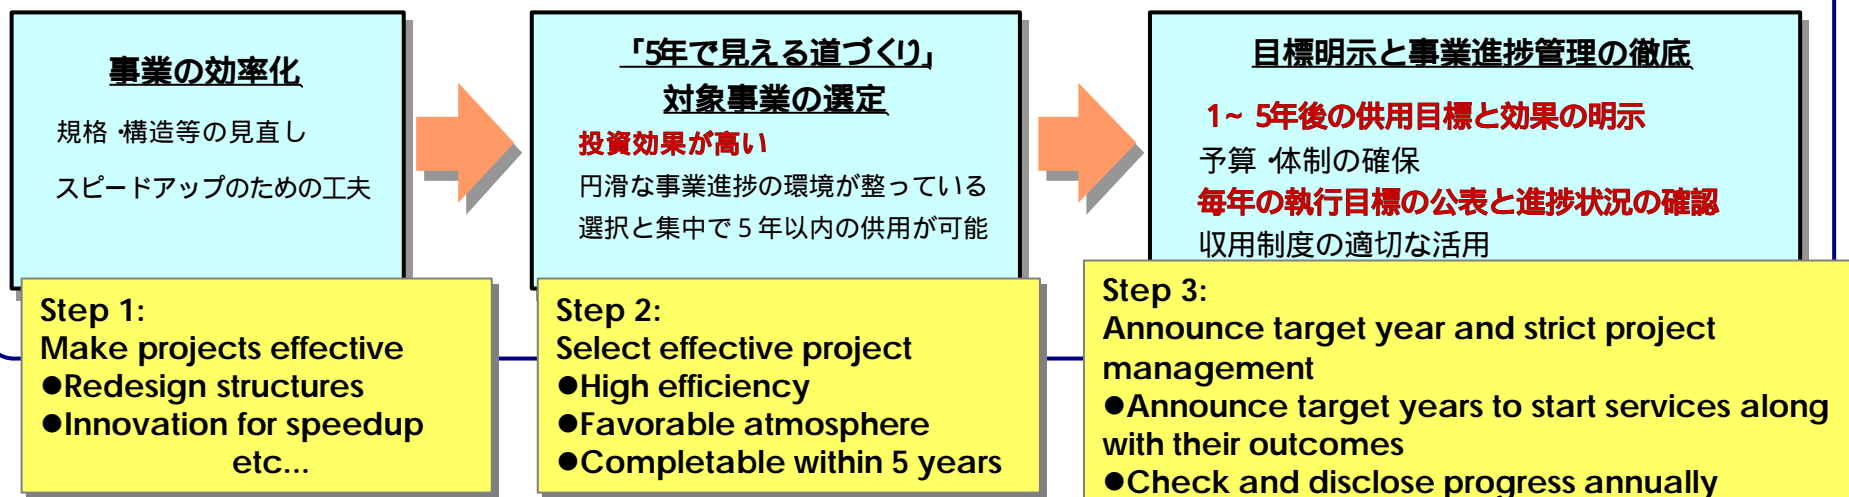 事業の効率化
規格・構造等の見直し
スピードアップのための工夫
「5年で見える道づくり」
対象事業の選定
投資効果が高い
円滑な事業進捗の環境が整っている
選択と集中で5年以内の供用が可能
目標明示と事業進捗管理の徹底
1~ 5年後の供用目標と効果の明示
予算・体制の確保
毎年の執行目標の公表と進捗状況の確認
収用制度の適切な活用
Step 1:
Make projects effective
●Redesign structures
●Innovation for speedup
etc...
Step 2:
Select effective project
●High efficiency
●Favorable atmosphere
●Completable within 5 years
Step 3:
Announce target year and strict project
management
●Announce target years to start services along
with their outcomes
●Check and disclose progress annually